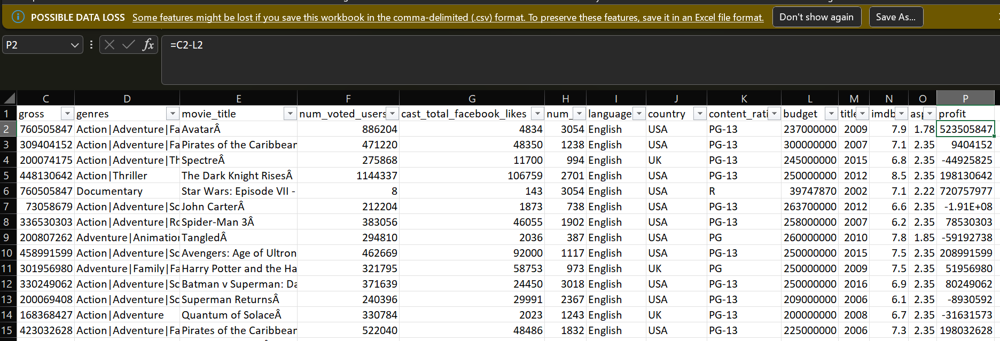 POSSIBLE DATA LOSS Some features might be lost if you save this workbook in the comma-delimited (.csv) format. To preserve these features, save it in an Excel file format. Don't show again Save As...
P2 fx =C2-L2
C D E F G H I J K L M N O P
1 gross genres movie_title num_voted_users cast_total_facebook_likes num_ language country content_rati budget title imdb asp profit
2 760505847 Action|Adventure|Fa AvatarÂ 886204 4834 3054 English USA PG-13 237000000 2009 7.9 1.78 523505847
3 309404152 Action|Adventure|Fa Pirates of the Caribbean 471220 48350 1238 English USA PG-13 300000000 2007 7.1 2.35 9404152
4 200074175 Action|Adventure|Th SpectreÂ 275868 11700 994 English UK PG-13 245000000 2015 6.8 2.35 -44925825
5 448130642 Action|Thriller The Dark Knight RisesÂ 1144337 106759 2701 English USA PG-13 250000000 2012 8.5 2.35 198130642
6 760505847 Documentary Star Wars: Episode VII - 8 143 3054 English USA R 39747870 2002 7.1 2.22 720757977
7 73058679 Action|Adventure|Sc John CarterÂ 212204 1873 738 English USA PG-13 263700000 2012 6.6 2.35 -1.91E+08
8 336530303 Action|Adventure|Ro Spider-Man 3Â 383056 46055 1902 English USA PG-13 258000000 2007 6.2 2.35 78530303
9 200807262 Adventure|Animation TangledÂ 294810 2036 387 English USA PG 260000000 2010 7.8 1.85 -59192738
10 458991599 Action|Adventure|Sc Avengers: Age of Ultron 462669 92000 1117 English USA PG-13 250000000 2015 7.5 2.35 208991599
11 301956980 Adventure|Family|Fa Harry Potter and the Ha 321795 58753 973 English UK PG 250000000 2009 7.5 2.35 51956980
12 330249062 Action|Adventure|Sc Batman v Superman: Da 371639 24450 3018 English USA PG-13 250000000 2016 6.9 2.35 80249062
13 200069408 Action|Adventure|Sc Superman ReturnsÂ 240396 29991 2367 English USA PG-13 209000000 2006 6.1 2.35 -8930592
14 168368427 Action|Adventure Quantum of SolaceÂ 330784 2023 1243 English UK PG-13 200000000 2008 6.7 2.35 -31631573
15 423032628 Action|Adventure|Fa Pirates of the Caribbean 522040 48486 1832 English USA PG-13 225000000 2006 7.3 2.35 198032628